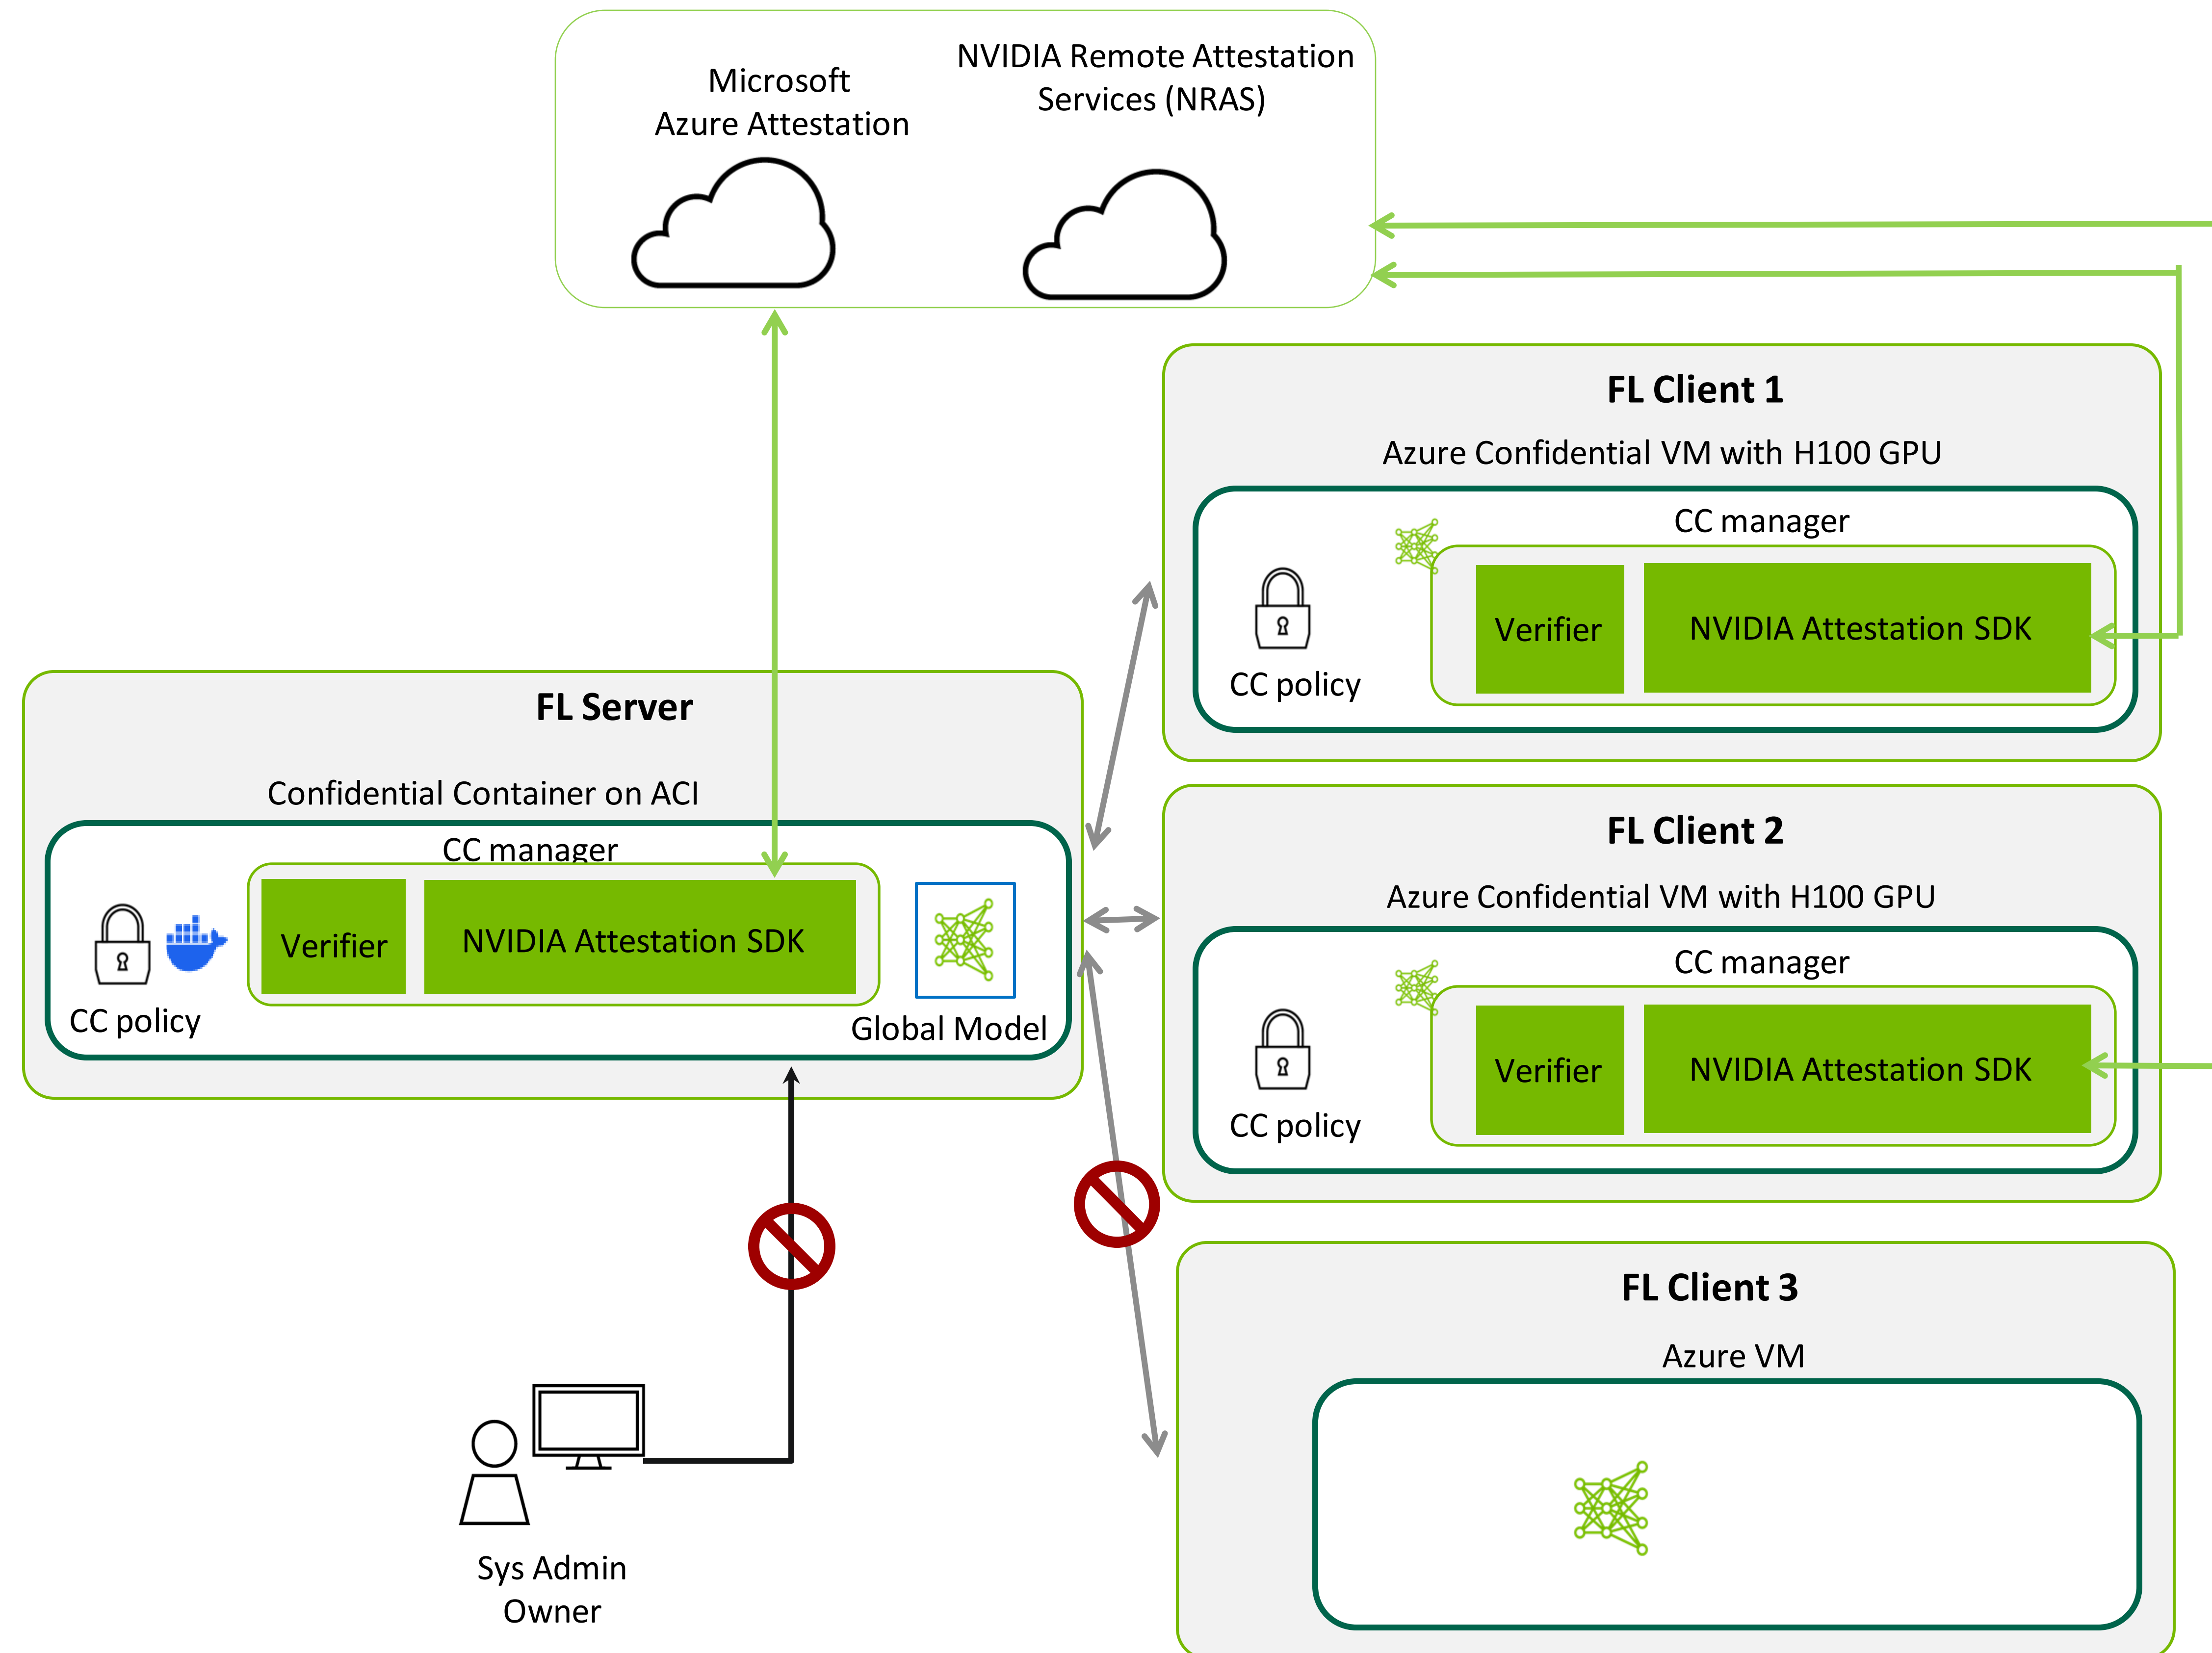 Microsoft
Azure Attestation
NVIDIA Remote Attestation
Services (NRAS)
FL Client 1
Azure Confidential VM with H100 GPU
CC manager
Verifier
NVIDIA Attestation SDK
CC policy
FL Server
Confidential Container on ACI
CC manager
Verifier
NVIDIA Attestation SDK
CC policy
Global Model
FL Client 2
Azure Confidential VM with H100 GPU
CC manager
Verifier
NVIDIA Attestation SDK
CC policy
FL Client 3
Azure VM
Sys Admin
Owner